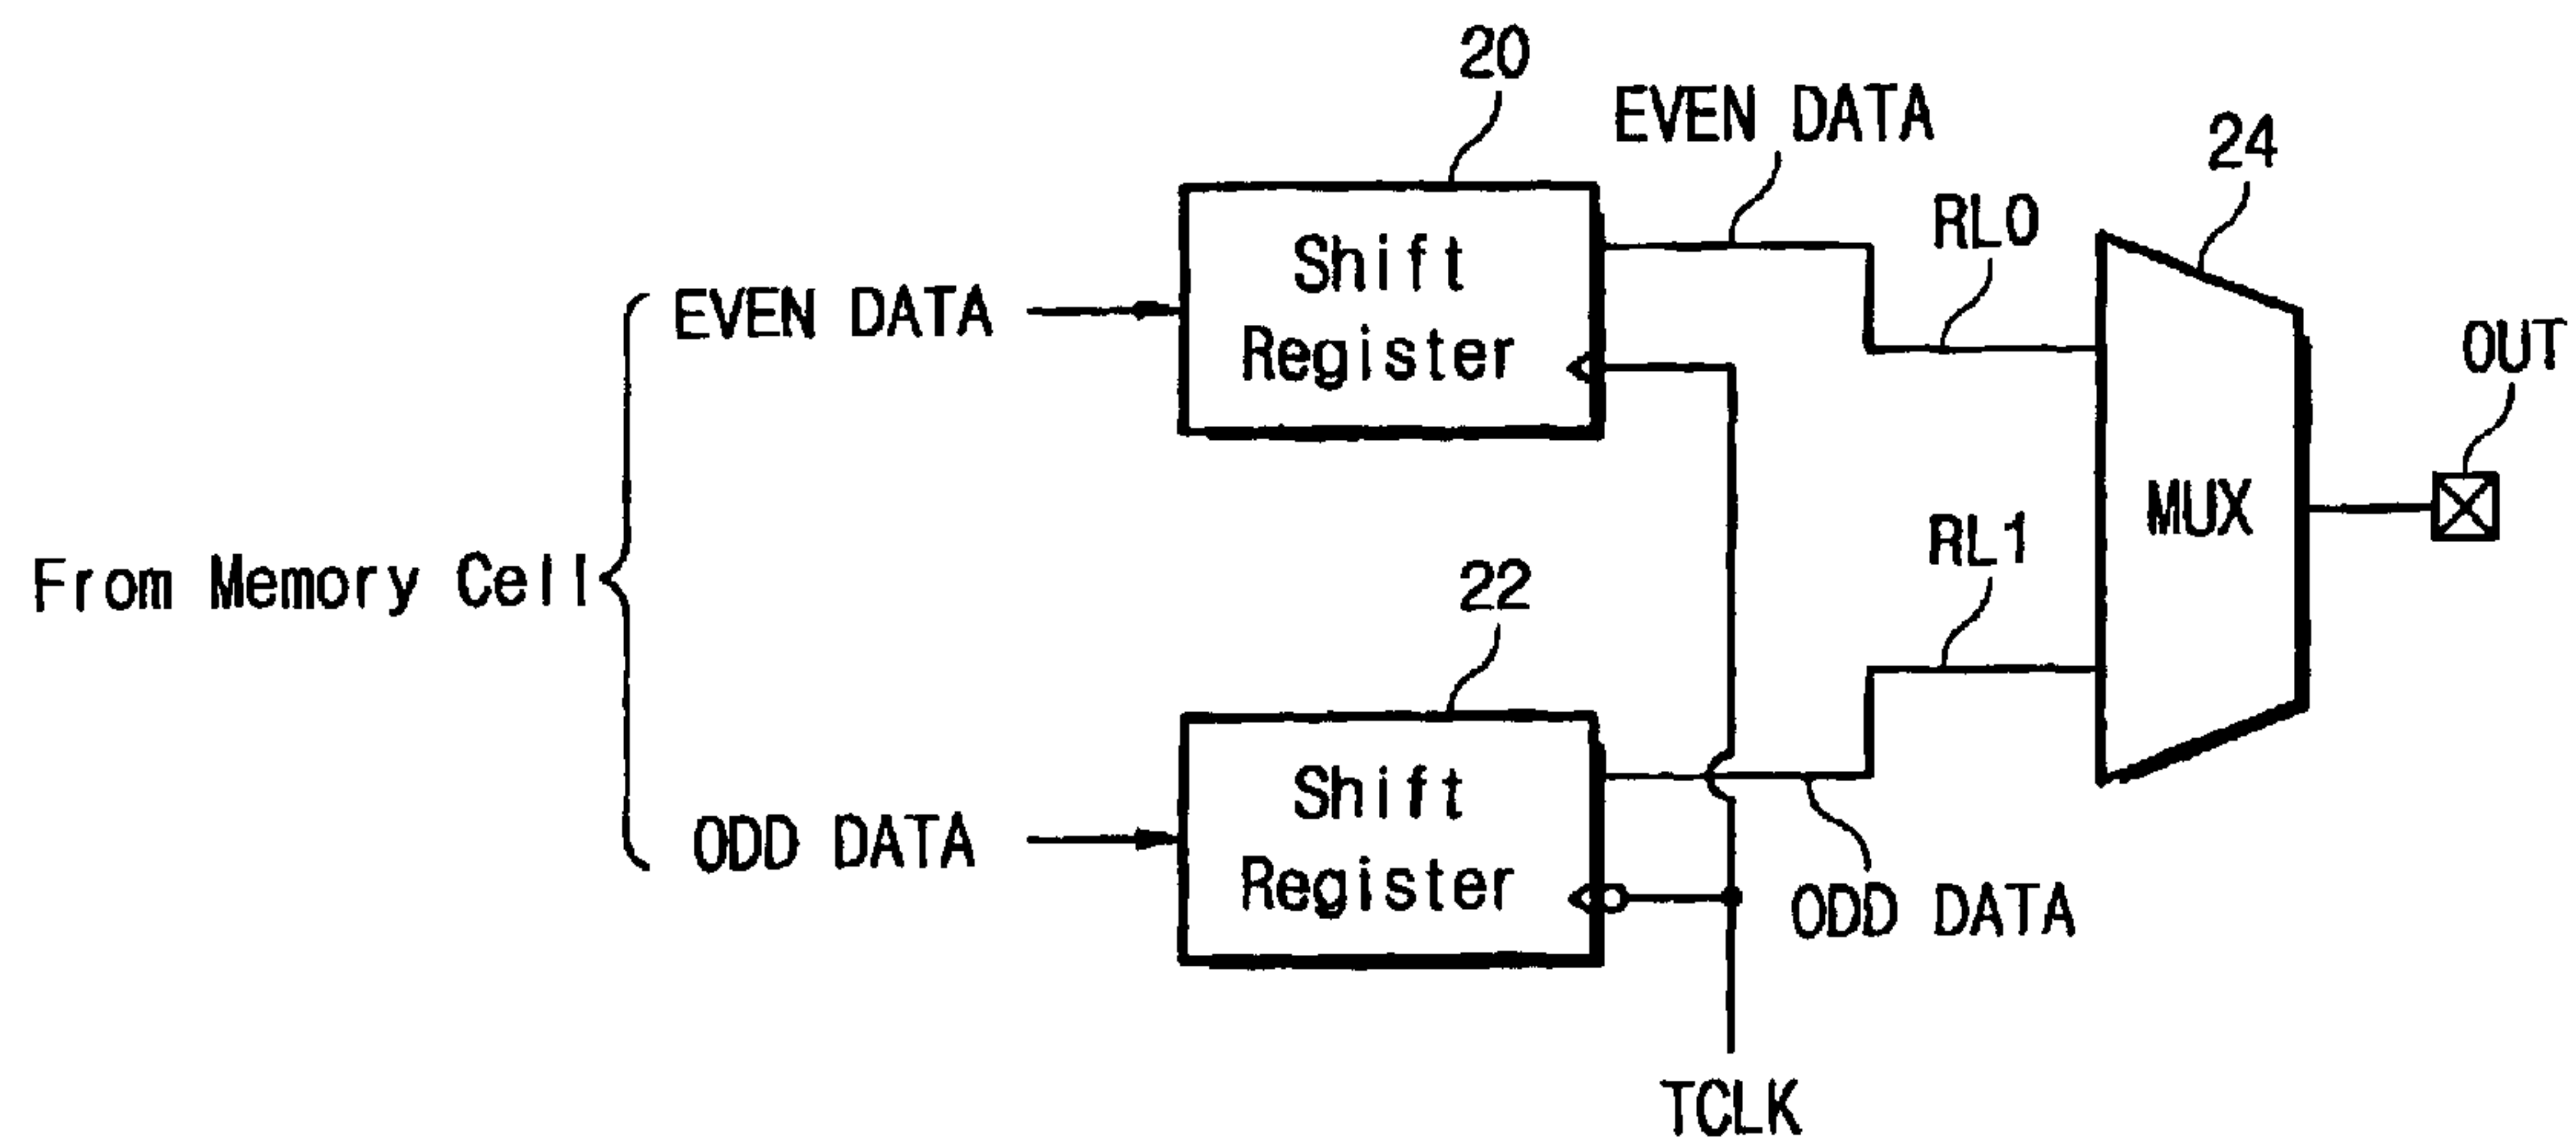 20
EVEN DATA
24
RL0
Shift
Register
EVEN DATA
OUT
MUX
RL1
From Memory Cell
22
Shift
Register
ODD DATA
ODD DATA
TCLK